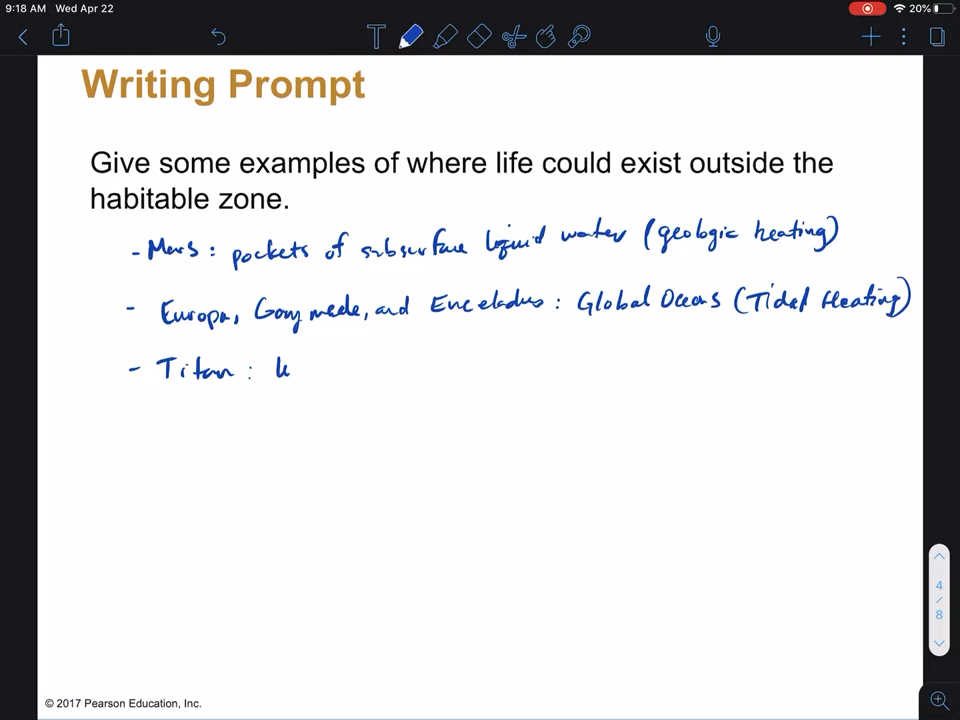 9:18 AM Wed Apr 22
20%
T
Writing Prompt
Give some examples of where life could exist outside the
habitable zone.
- Mars: pockets of subsurface liquid water (geologic heating)
- Europa, Ganymede, and Enceladus: Global Oceans (Tidal Heating)
- Titan:
4
/
8
© 2017 Pearson Education, Inc.